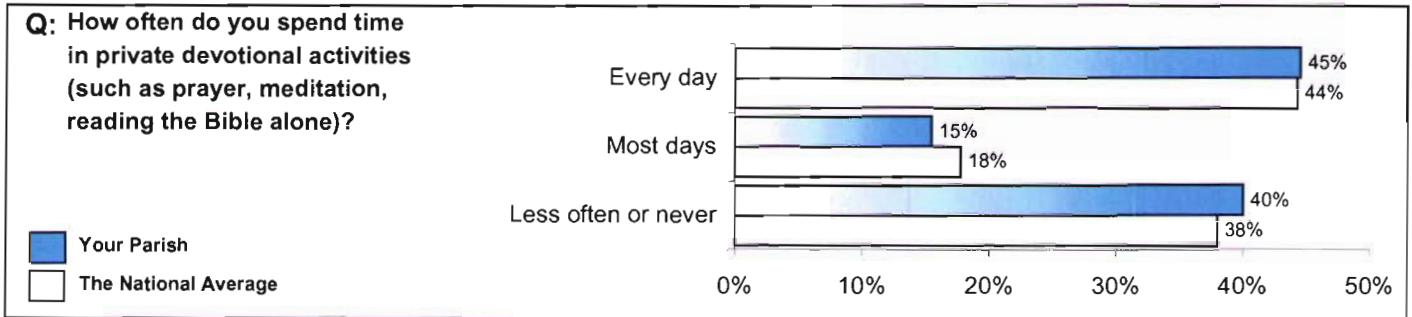 Q: How often do you spend time
in private devotional activities
(such as prayer, meditation,
reading the Bible alone)?
Every day
45%
44%
Most days
15%
18%
Less often or never
40%
38%
Your Parish
The National Average
0% 10% 20% 30% 40% 50%